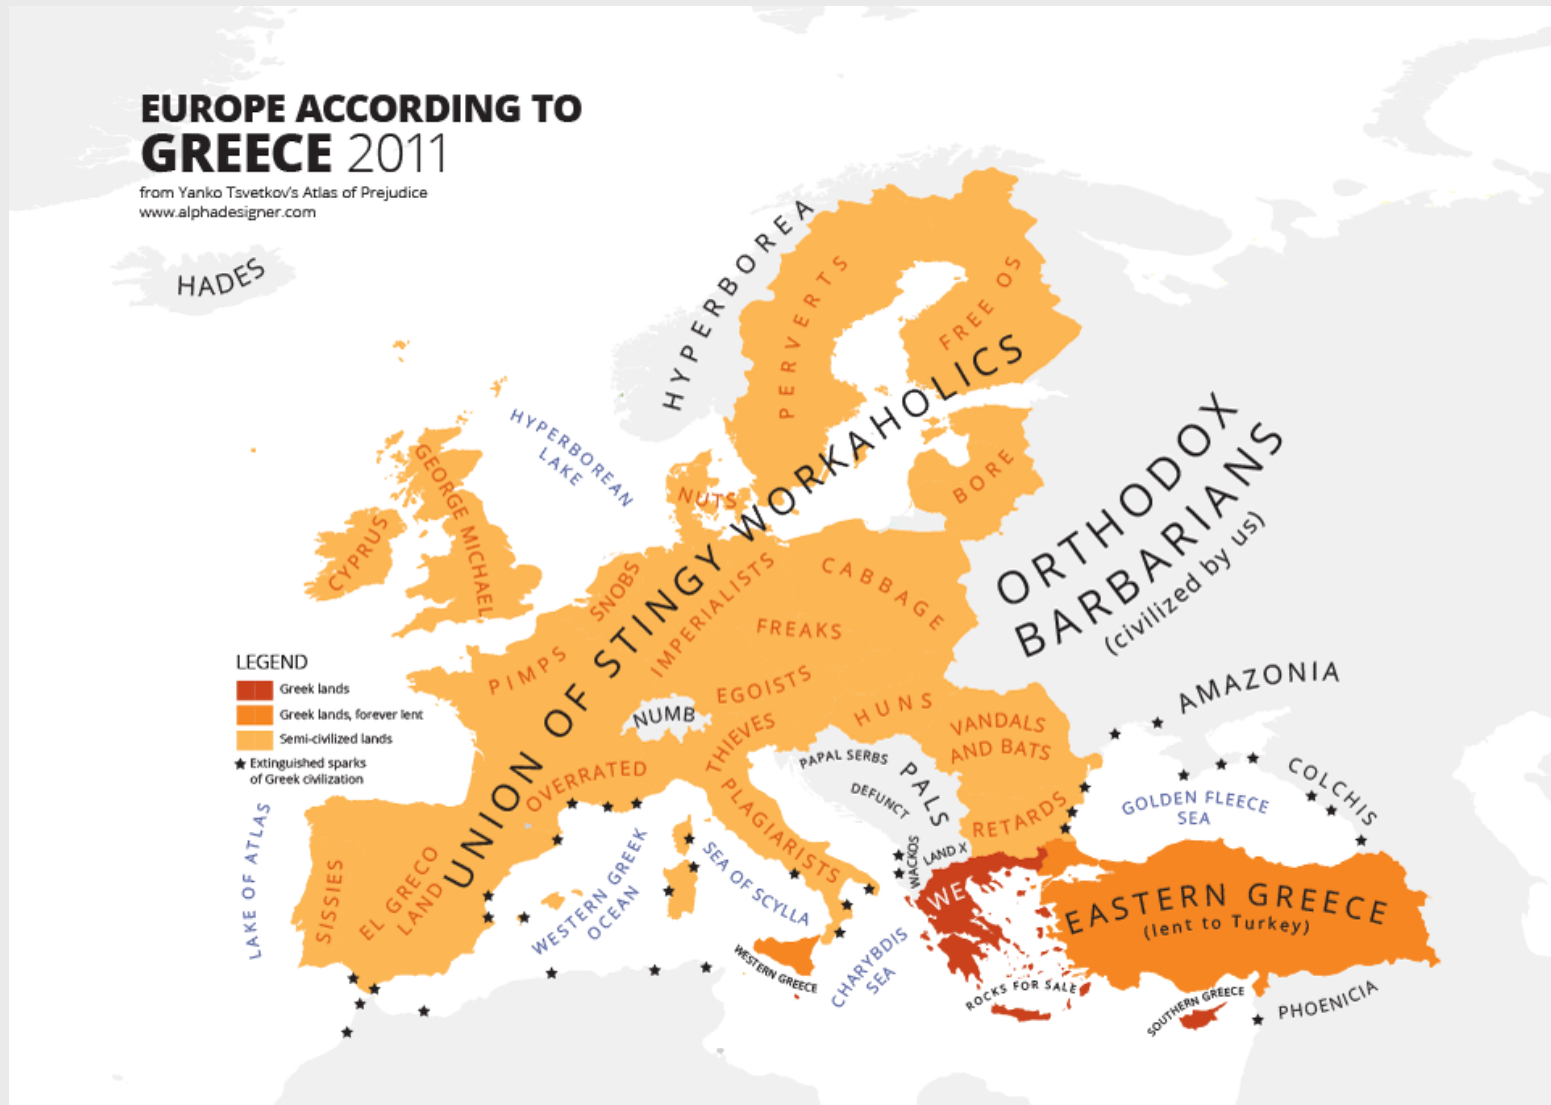 EUROPE ACCORDING TO
GREECE 2011
from Yanko Tsvetkov's Atlas of Prejudice
www.alphadesigner.com
HADES
HYPERBOREA
PERVERTS
FREE OS
HYPERBOREAN
LAKE
GEORGE MICHAEL
CYPRUS
NUTS
BORE
UNION OF STINGY WORKAHOLICS
ORTHODOX
BARBARIANS
(civilized by us)
SNOBS
IMPERIALISTS
CABBAGE
FREAKS
PIMPS
EGOISTS
NUMB
HUNS
THIEVES
VANDALS
AND BATS
AMAZONIA
LEGEND
Greek lands
Greek lands, forever lent
Semi-civilized lands
Extinguished sparks
of Greek civilization
OVERRATED
PAPAL SERBS
PALS
DEFUNCT
PLAGIARISTS
RETARDS
GOLDEN FLEECE
SEA
COLCHIS
LAKE OF ATLAS
SISSIES
EL GRECO
LAND
WESTERN GREEK
OCEAN
SEA OF SCYLLA
WACKOS
LAND X
WE
EASTERN GREECE
(lent to Turkey)
WESTERN GREECE
CHARYBDIS
SEA
ROCKS FOR SALE
SOUTHERN GREECE
PHOENICIA